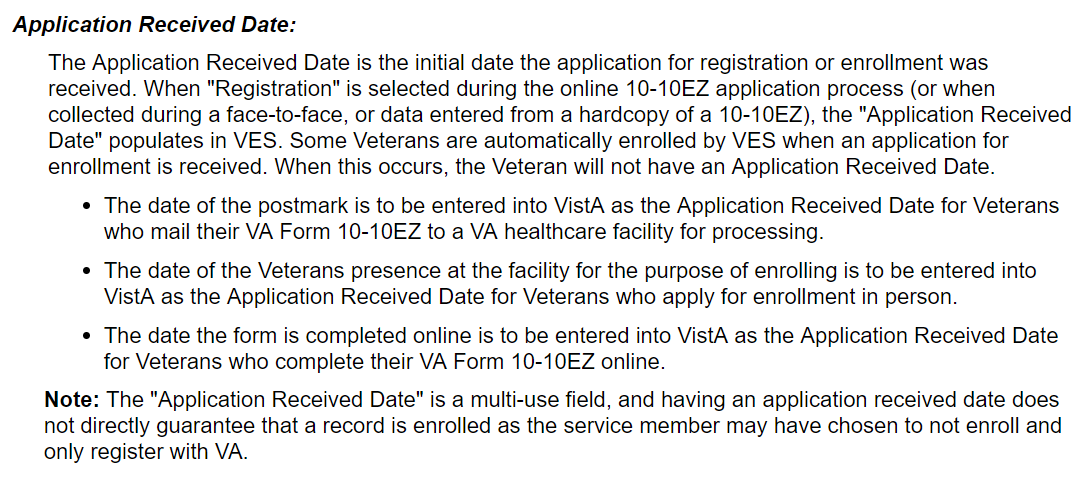 Application Received Date:
The Application Received Date is the initial date the application for registration or enrollment was
received. When "Registration" is selected during the online 10-10EZ application process (or when
collected during a face-to-face, or data entered from a hardcopy of a 10-10EZ), the "Application Received
Date" populates in VES. Some Veterans are automatically enrolled by VES when an application for
enrollment is received. When this occurs, the Veteran will not have an Application Received Date.
• The date of the postmark is to be entered into VistA as the Application Received Date for Veterans
who mail their VA Form 10-10EZ to a VA healthcare facility for processing.
• The date of the Veterans presence at the facility for the purpose of enrolling is to be entered into
VistA as the Application Received Date for Veterans who apply for enrollment in person.
• The date the form is completed online is to be entered into VistA as the Application Received Date
for Veterans who complete their VA Form 10-10EZ online.
Note: The "Application Received Date" is a multi-use field, and having an application received date does
not directly guarantee that a record is enrolled as the service member may have chosen to not enroll and
only register with VA.